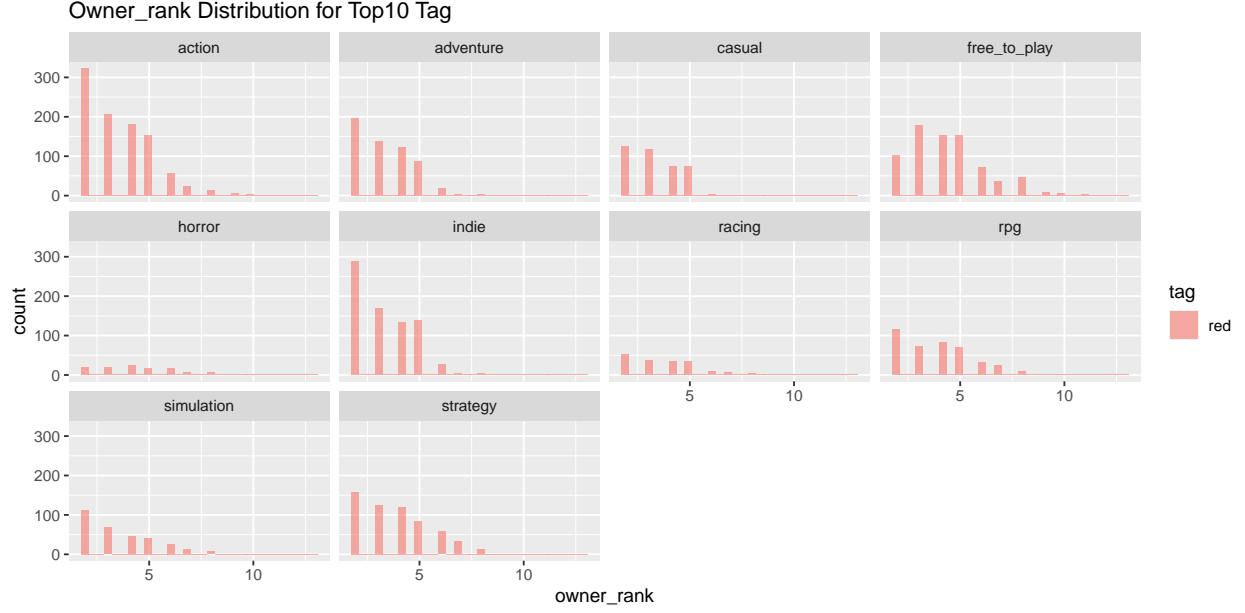 Owner_rank Distribution for Top10 Tag
action adventure casual free_to_play
300
200
100
0
horror indie racing rpg
300
200
100
0
5 10 5 10
simulation strategy
300
200
100
0
5 10 5 10
count
owner_rank
tag
red